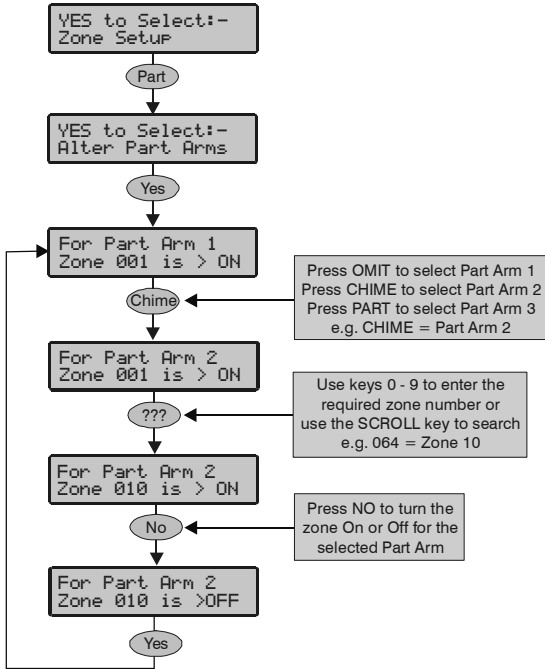 YES to Select:-
Zone Setup
Part
YES to Select:-
Alter Part Arms
Yes
For Part Arm 1
Zone 001 is > ON
Chime
Press OMIT to select Part Arm 1
Press CHIME to select Part Arm 2
Press PART to select Part Arm 3
e.g. CHIME = Part Arm 2
For Part Arm 2
Zone 001 is > ON
???
Use keys 0 - 9 to enter the
required zone number or
use the SCROLL key to search
e.g. 064 = Zone 10
For Part Arm 2
Zone 010 is > ON
No
Press NO to turn the
zone On or Off for the
selected Part Arm
For Part Arm 2
Zone 010 is >OFF
Yes